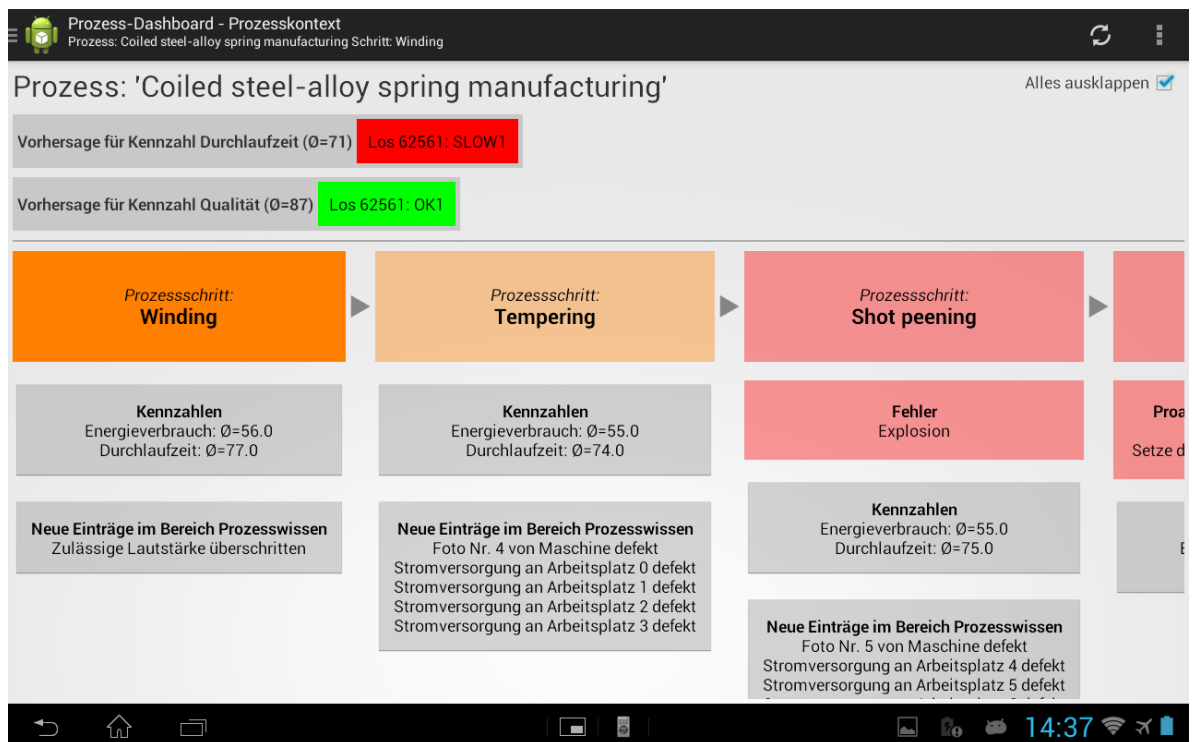 Prozess-Dashboard - Prozesskontext
Prozess: Coiled steel-alloy spring manufacturing Schritt: Winding
Prozess: 'Coiled steel-alloy spring manufacturing'
Alles ausklappen
Vorhersage für Kennzahl Durchlaufzeit (Ø=71) Los 62561: SLOW1
Vorhersage für Kennzahl Qualität (Ø=87) Los 62561: OK1
Prozessschritt:
Winding
Prozessschritt:
Tempering
Prozessschritt:
Shot peening
Kennzahlen
Energieverbrauch: Ø=56.0
Durchlaufzeit: Ø=77.0
Neue Einträge im Bereich Prozesswissen
Zulässige Lautstärke überschritten
Kennzahlen
Energieverbrauch: Ø=55.0
Durchlaufzeit: Ø=74.0
Neue Einträge im Bereich Prozesswissen
Foto Nr. 4 von Maschine defekt
Stromversorgung an Arbeitsplatz 0 defekt
Stromversorgung an Arbeitsplatz 1 defekt
Stromversorgung an Arbeitsplatz 2 defekt
Stromversorgung an Arbeitsplatz 3 defekt
Fehler
Explosion
Kennzahlen
Energieverbrauch: Ø=55.0
Durchlaufzeit: Ø=75.0
Neue Einträge im Bereich Prozesswissen
Foto Nr. 5 von Maschine defekt
Stromversorgung an Arbeitsplatz 4 defekt
Stromversorgung an Arbeitsplatz 5 defekt
Proa
Setze d
14:37